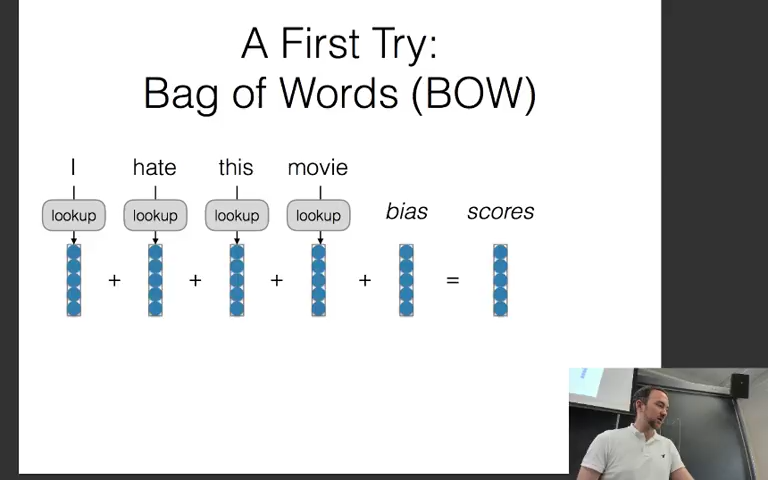 A First Try:
Bag of Words (BOW)
I hate this movie
lookup lookup lookup lookup bias scores
+ + + + =